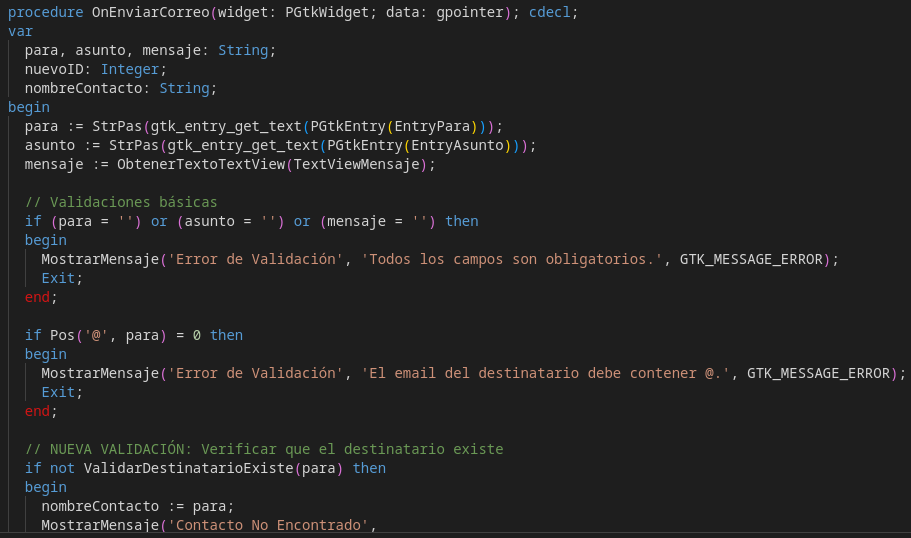 procedure OnEnviarCorreo(widget: PGtkWidget; data: gpointer); cdecl;
var
  para, asunto, mensaje: String;
  nuevoID: Integer;
  nombreContacto: String;
begin
  para := StrPas(gtk_entry_get_text(PGtkEntry(EntryPara)));
  asunto := StrPas(gtk_entry_get_text(PGtkEntry(EntryAsunto)));
  mensaje := ObtenerTextoTextView(TextViewMensaje);

  // Validaciones básicas
  if (para = '') or (asunto = '') or (mensaje = '') then
  begin
    MostrarMensaje('Error de Validación', 'Todos los campos son obligatorios.', GTK_MESSAGE_ERROR);
    Exit;
  end;

  if Pos('@', para) = 0 then
  begin
    MostrarMensaje('Error de Validación', 'El email del destinatario debe contener @.', GTK_MESSAGE_ERROR);
    Exit;
  end;

  // NUEVA VALIDACIÓN: Verificar que el destinatario existe
  if not ValidarDestinatarioExiste(para) then
  begin
    nombreContacto := para;
    MostrarMensaje('Contacto No Encontrado',